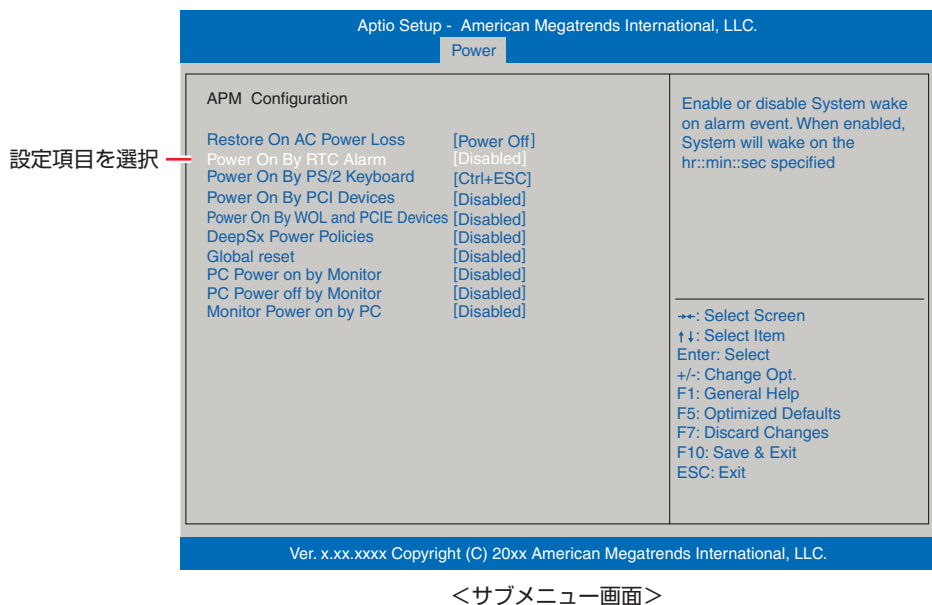 Aptio Setup - American Megatrends International, LLC.
Power
APM Configuration
Restore On AC Power Loss [Power Off]
設定項目を選択
Power On By RTC Alarm [Disabled]
Power On By PS/2 Keyboard [Ctrl+ESC]
Power On By PCI Devices [Disabled]
Power On By WOL and PCIE Devices [Disabled]
DeepSx Power Policies [Disabled]
Global reset [Disabled]
PC Power on by Monitor [Disabled]
PC Power off by Monitor [Disabled]
Monitor Power on by PC [Disabled]
Enable or disable System wake
on alarm event. When enabled,
System will wake on the
hr::min::sec specified
→←: Select Screen
↑↓: Select Item
Enter: Select
+/-: Change Opt.
F1: General Help
F5: Optimized Defaults
F7: Discard Changes
F10: Save & Exit
ESC: Exit
Ver. x.xx.xxxx Copyright (C) 20xx American Megatrends International, LLC.
＜サブメニュー画面＞